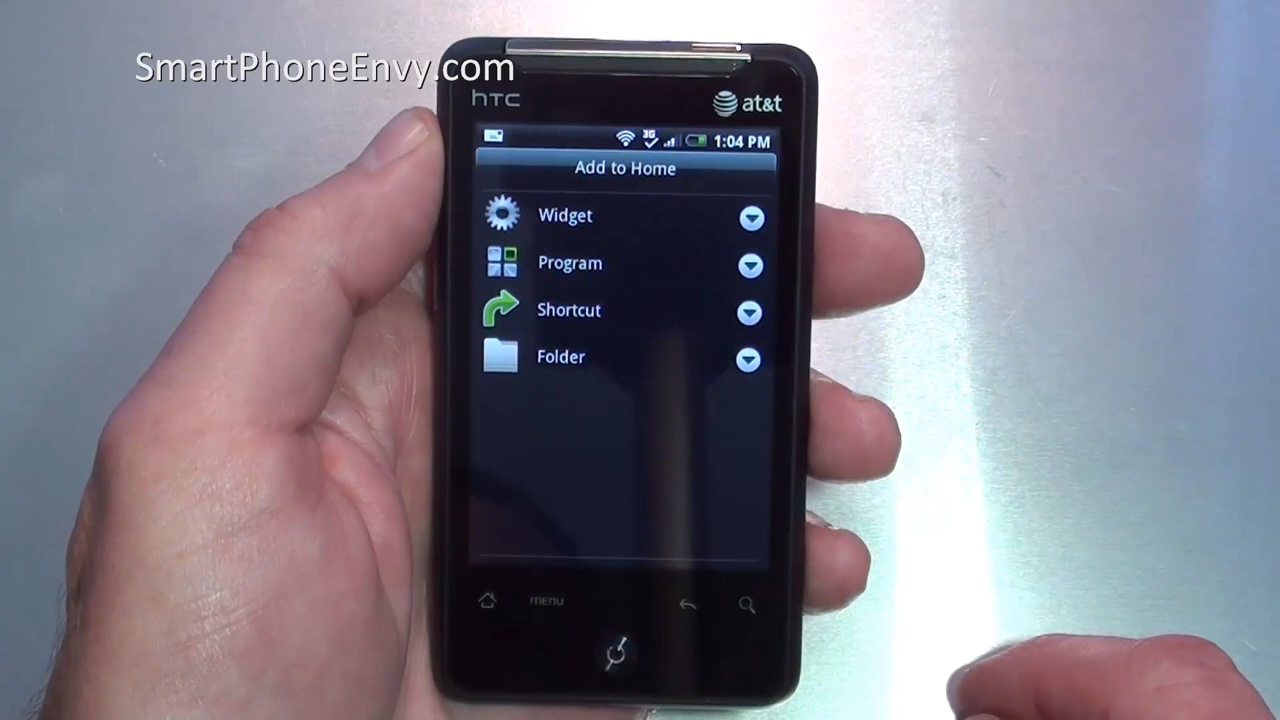 SmartPhoneEnvy.com
hTC
at&t
3G
1:04 PM
Add to Home
Widget
Program
Shortcut
Folder
MENU